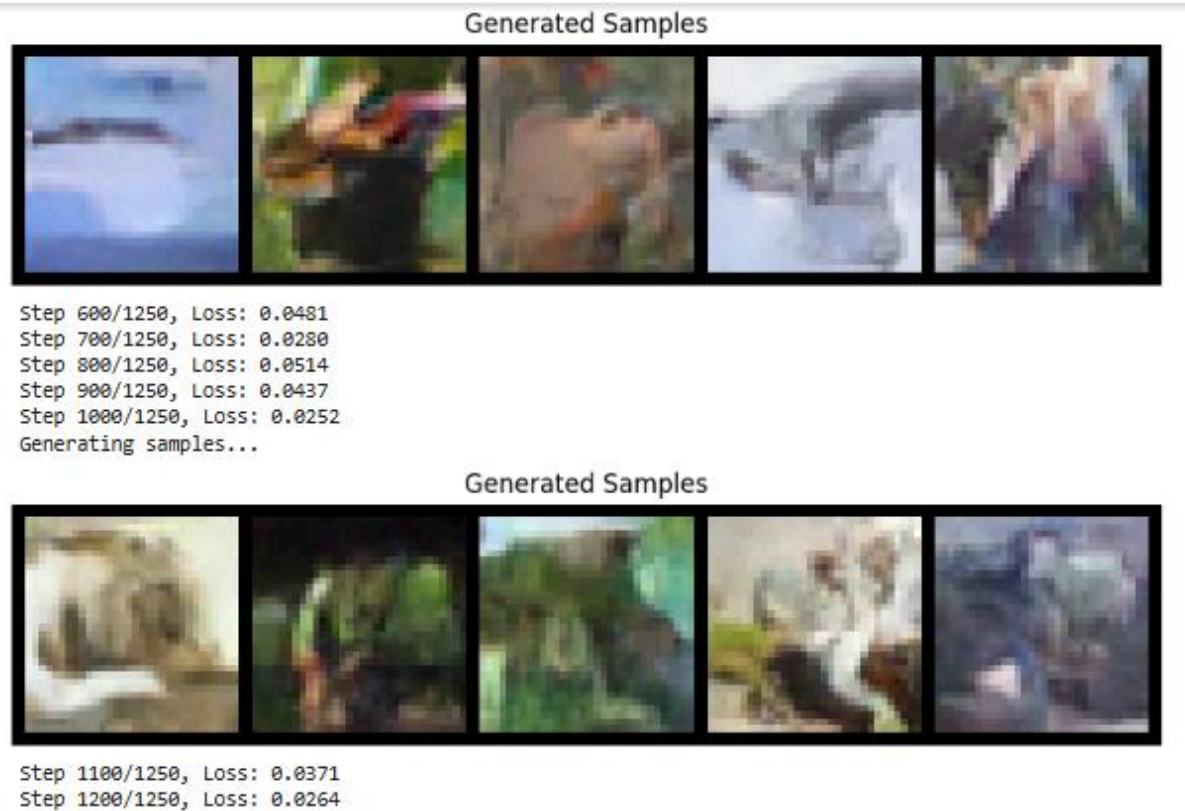 Generated Samples
Step 600/1250, Loss: 0.0481
Step 700/1250, Loss: 0.0280
Step 800/1250, Loss: 0.0514
Step 900/1250, Loss: 0.0437
Step 1000/1250, Loss: 0.0252
Generating samples...
Generated Samples
Step 1100/1250, Loss: 0.0371
Step 1200/1250, Loss: 0.0264